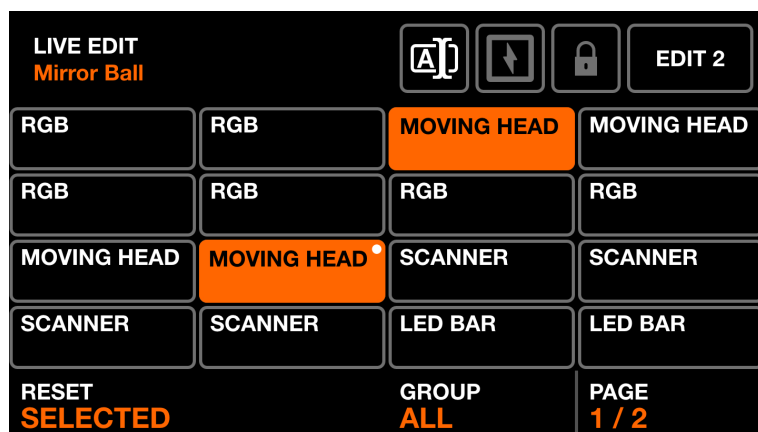 LIVE EDIT
Mirror Ball
A
EDIT 2
RGB
RGB
MOVING HEAD
MOVING HEAD
RGB
RGB
RGB
RGB
MOVING HEAD
MOVING HEAD
SCANNER
SCANNER
SCANNER
SCANNER
LED BAR
LED BAR
RESET
SELECTED
GROUP
ALL
PAGE
1 / 2